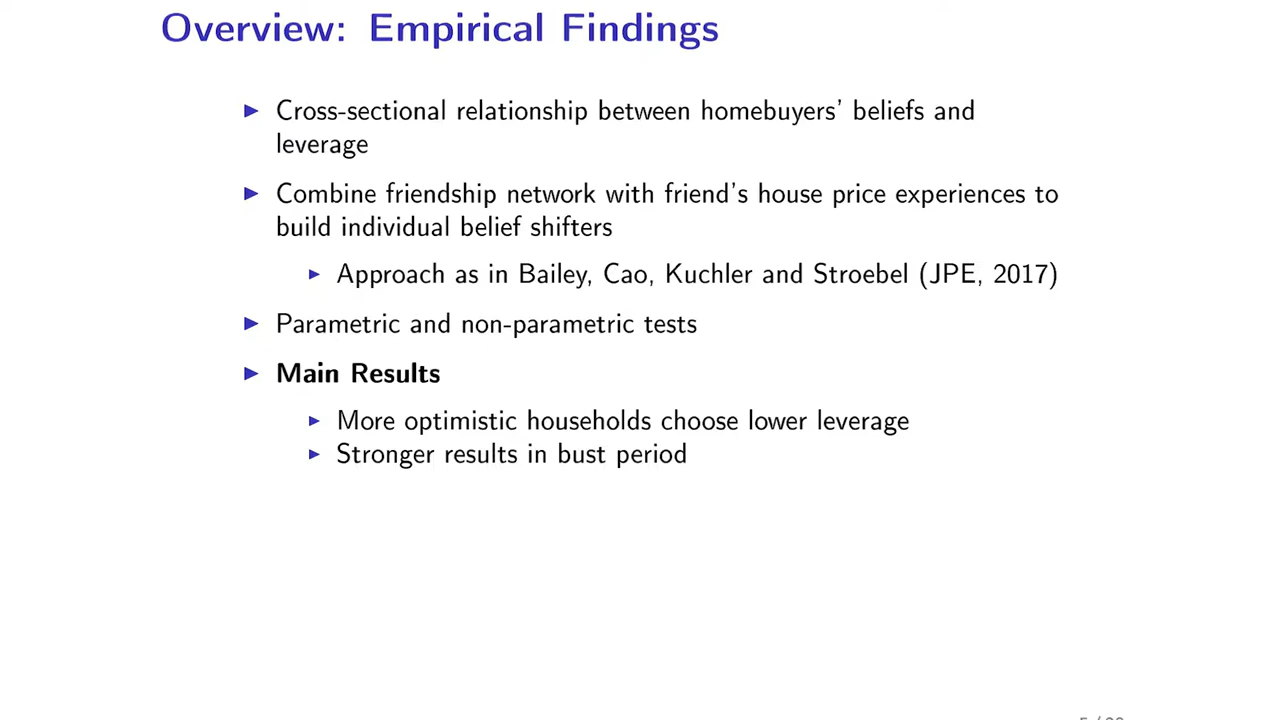 Overview: Empirical Findings
Cross-sectional relationship between homebuyers' beliefs and
leverage
Combine friendship network with friend's house price experiences to
build individual belief shifters
Approach as in Bailey, Cao, Kuchler and Stroebel (JPE, 2017)
Parametric and non-parametric tests
Main Results
More optimistic households choose lower leverage
Stronger results in bust period